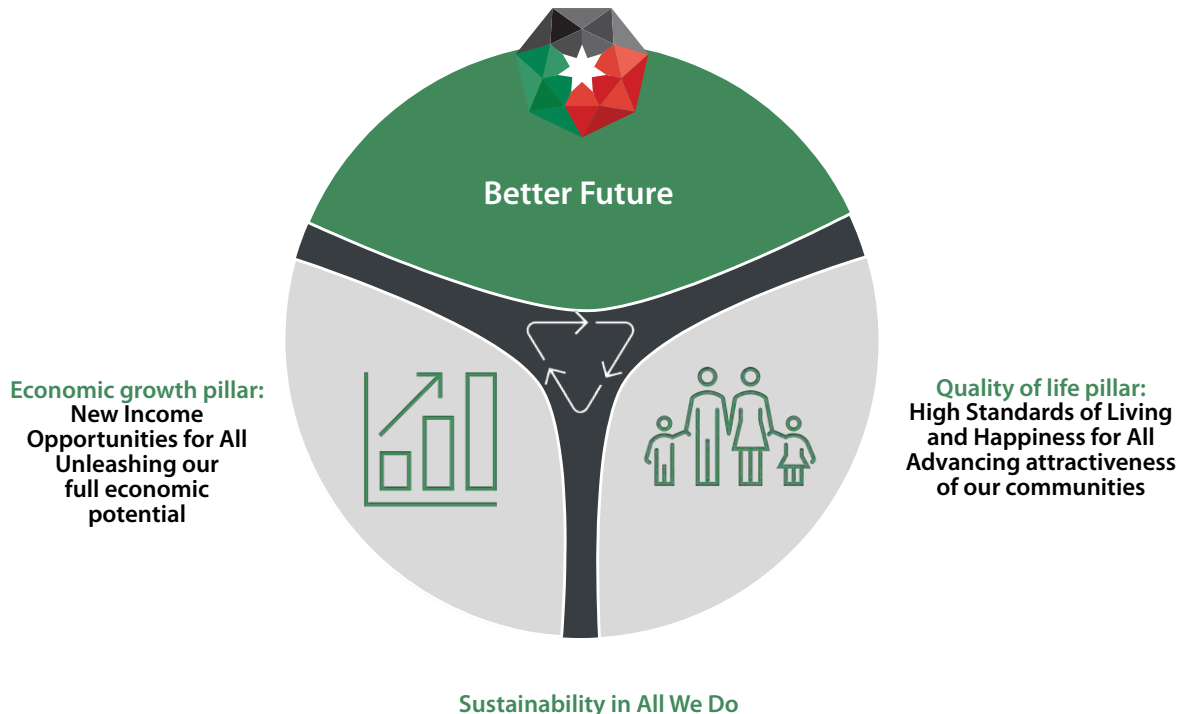 Better Future
Economic growth pillar:
New Income
Opportunities for All
Unleashing our
full economic
potential
Quality of life pillar:
High Standards of Living
and Happiness for All
Advancing attractiveness
of our communities
Sustainability in All We Do